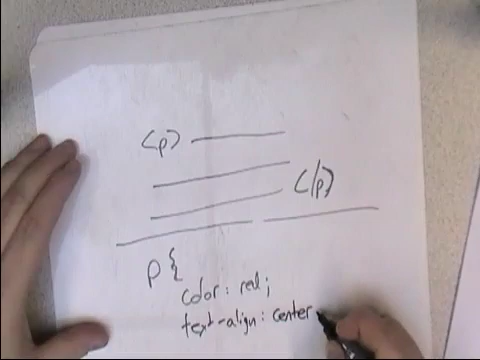 <p>
</p>
p {
color: red;
text-align: center